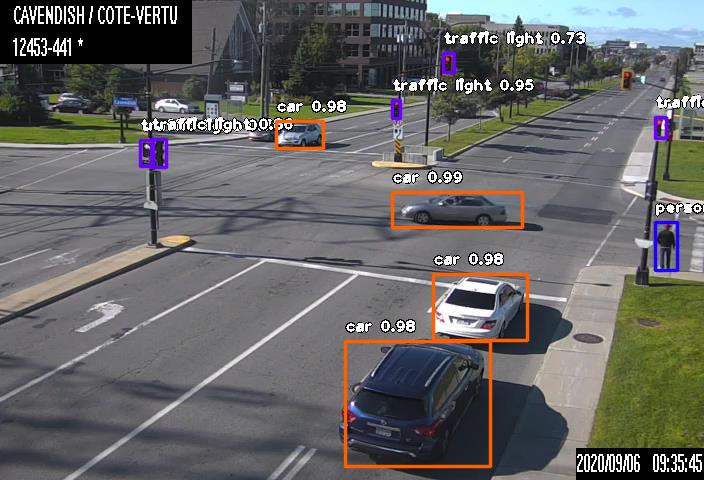 CAVENDISH / COTE-VERTU
12453-441 *
traffic light 0.73
traffic light 0.95
car 0.98
car 0.99
car 0.98
car 0.98
2020/09/06 09:35:45